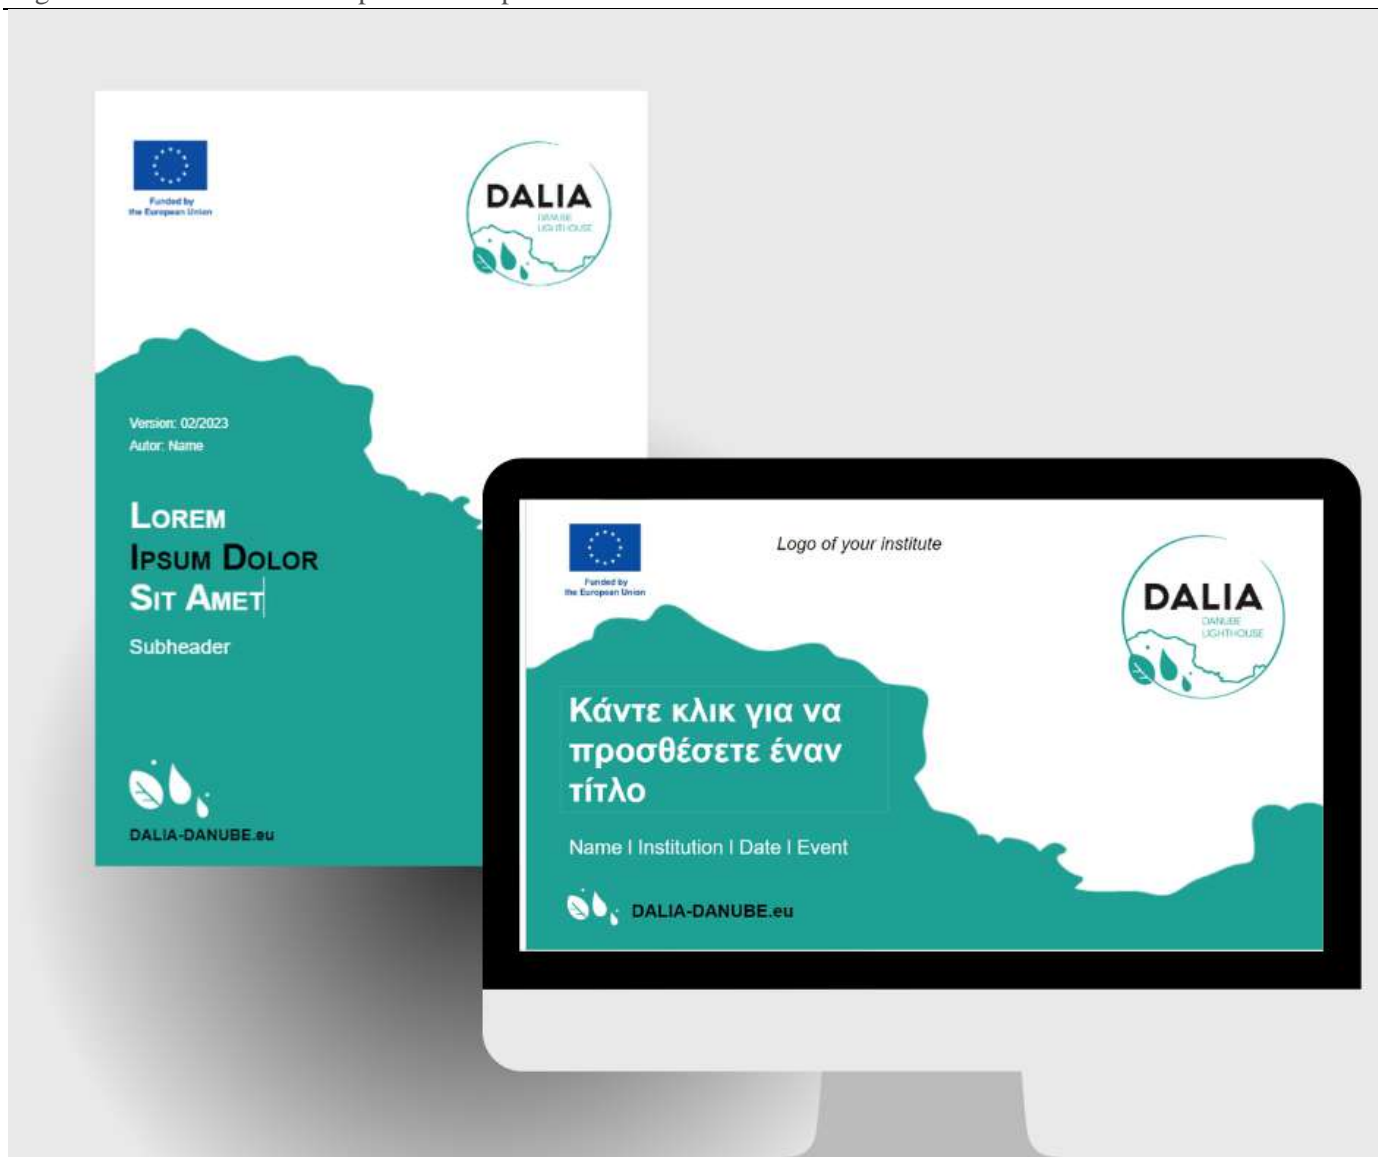 Funded by
the European Union
DALIA
DANUBE
LIGHTHOUSE
Version: 02/2023
Autor: Name
LOREM
IPSUM DOLOR
SIT AMET
Subheader
DALIA-DANUBE.eu
Funded by
the European Union
Logo of your institute
DALIA
DANUBE
LIGHTHOUSE
Κάντε κλικ για να
προσθέσετε έναν
τίτλο
Name I Institution I Date I Event
DALIA-DANUBE.eu